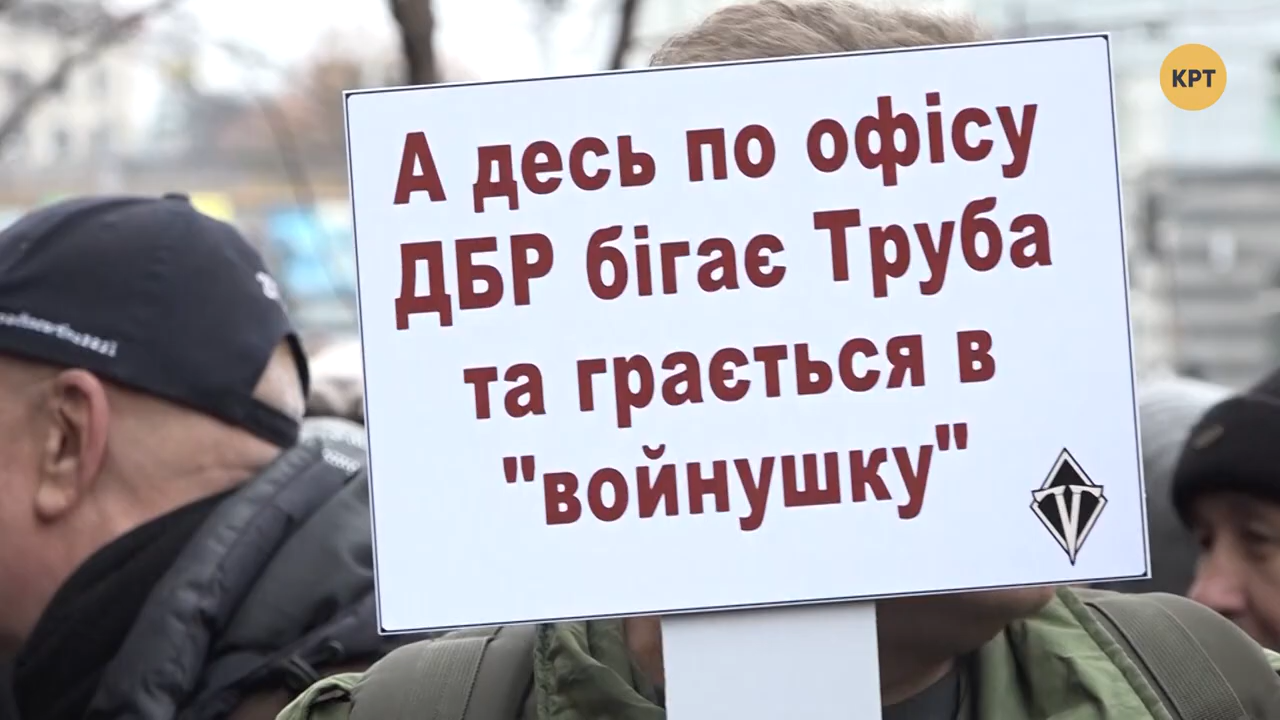 КРТ
А десь по офісу
ДБР бігає Труба
та грається в
"войнушку"